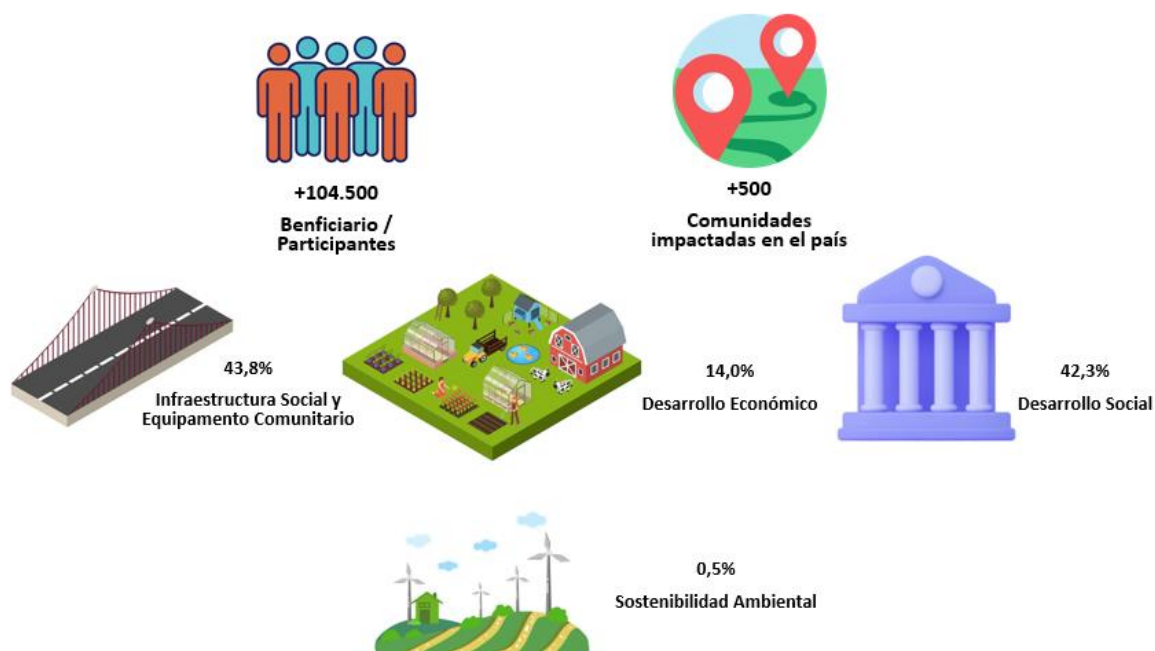 +104.500
Benficiario /
Participantes
+500
Comunidades
impactadas en el país
43,8%
Infraestructura Social y
Equipamento Comunitario
14,0%
Desarrollo Económico
42,3%
Desarrollo Social
0,5%
Sostenibilidad Ambiental